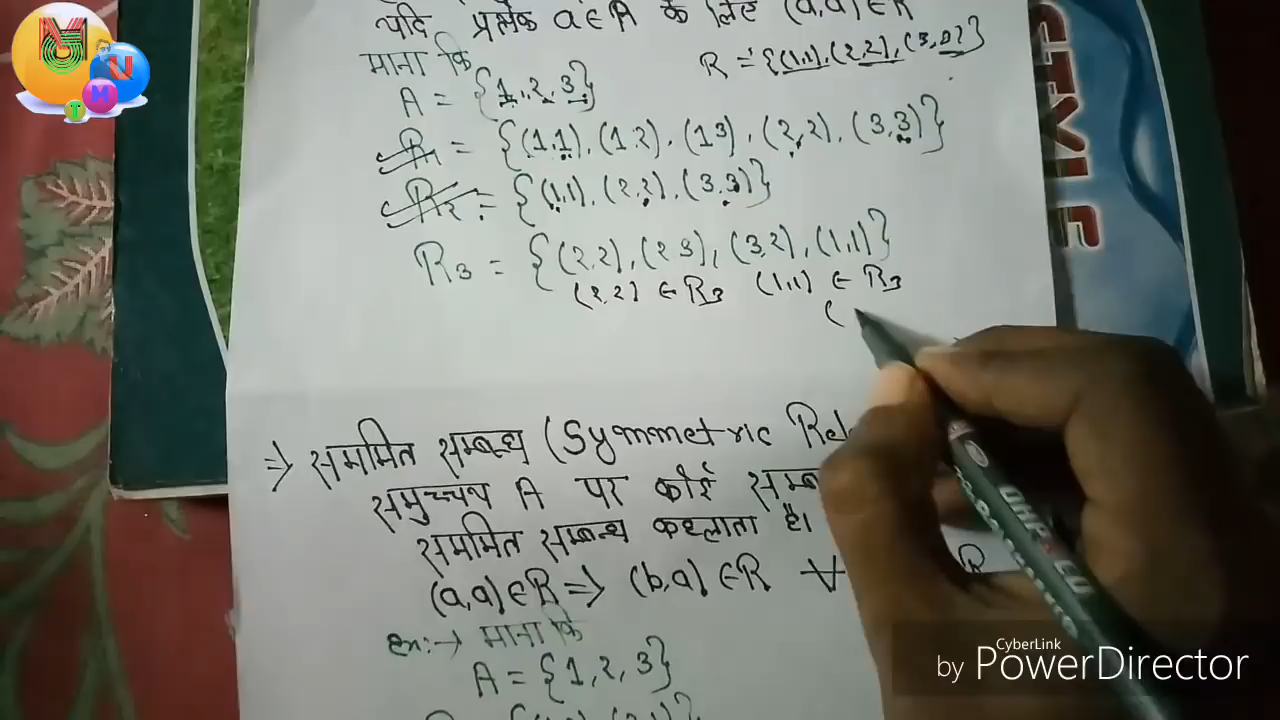 यदि प्रत्येक a∈A के लिए (a,a)∈R
माना कि
R = {(1,1),(2,2),(3,3)}
A = {1,2,3}
R1 = {(1,1),(1,2),(1 3),(2,2),(3,3)}
R2 = {(1,1),(2,2),(3,3)}
R3 = {(2,2),(2 3),(3,2),(1,1)}
(2,2) ∈ R3 (1,1) ∈ R3
(
⇒ सममित सम्बन्ध (Symmetric Rel
समुच्चय A पर कोई सम्ब
सममित सम्बन्ध कहलाता है।
(a,a)∈R⇒ (b,a)∈R ∀ R
ex:→ माना कि
A = {1,2,3}
M
U
H
T
STYLE
CyberLink
by PowerDirector